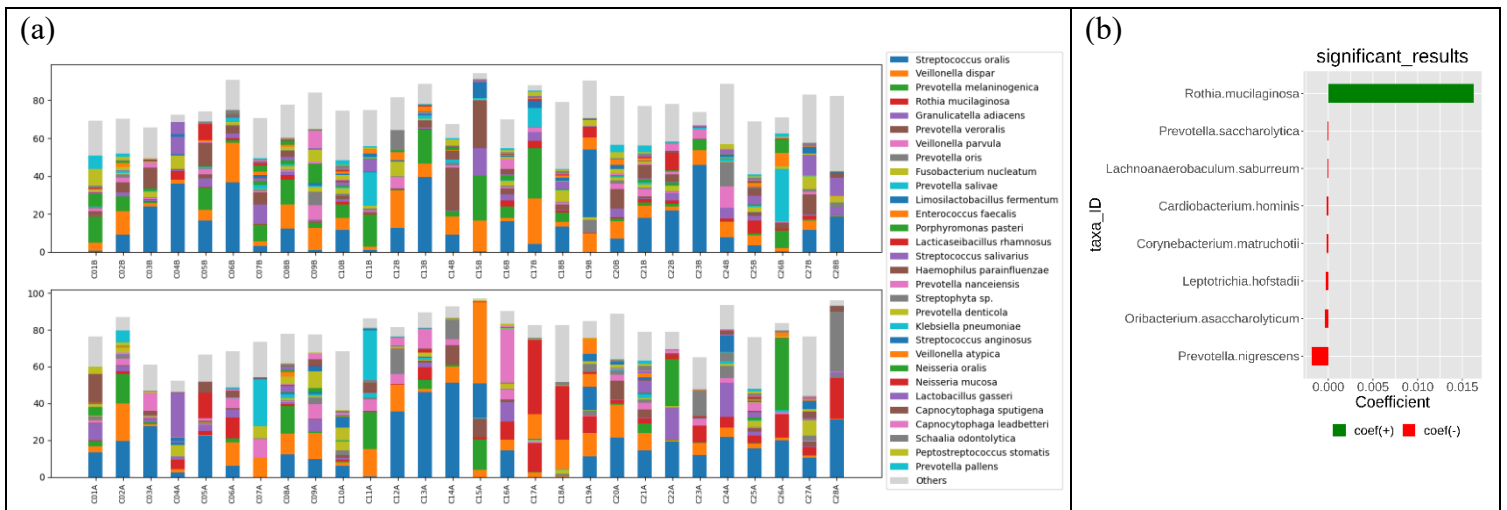 (a)
80
60
40
20
0
C01B C02B C03B C04B C05B C06B C07B C08B C09B C10B C11B C12B C13B C14B C15B C16B C17B C18B C19B C20B C21B C22B C23B C24B C25B C26B C27B C28B
100
80
60
40
20
0
C01A C02A C03A C04A C05A C06A C07A C08A C09A C10A C11A C12A C13A C14A C15A C16A C17A C18A C19A C20A C21A C22A C23A C24A C25A C26A C27A C28A
Streptococcus oralis
Veillonella dispar
Prevotella melaninogenica
Rothia mucilaginosa
Granulicatella adiacens
Prevotella veroralis
Veillonella parvula
Prevotella oris
Fusobacterium nucleatum
Prevotella salivae
Limosilactobacillus fermentum
Enterococcus faecalis
Porphyromonas pasteri
Lacticaseibacillus rhamnosus
Streptococcus salivarius
Haemophilus parainfluenzae
Prevotella nanceiensis
Streptophyta sp.
Prevotella denticola
Klebsiella pneumoniae
Streptococcus anginosus
Veillonella atypica
Neisseria oralis
Neisseria mucosa
Lactobacillus gasseri
Capnocytophaga sputigena
Capnocytophaga leadbetteri
Schaalia odontolytica
Peptostreptococcus stomatis
Prevotella pallens
Others
(b)
significant_results
taxa_ID
Rothia.mucilaginosa
Prevotella.saccharolytica
Lachnoanaerobaculum.saburreum
Cardiobacterium.hominis
Corynebacterium.matruchotii
Leptotrichia.hofstadii
Oribacterium.asaccharolyticum
Prevotella.nigrescens
0.000 0.005 0.010 0.015
Coefficient
coef(+) coef(-)